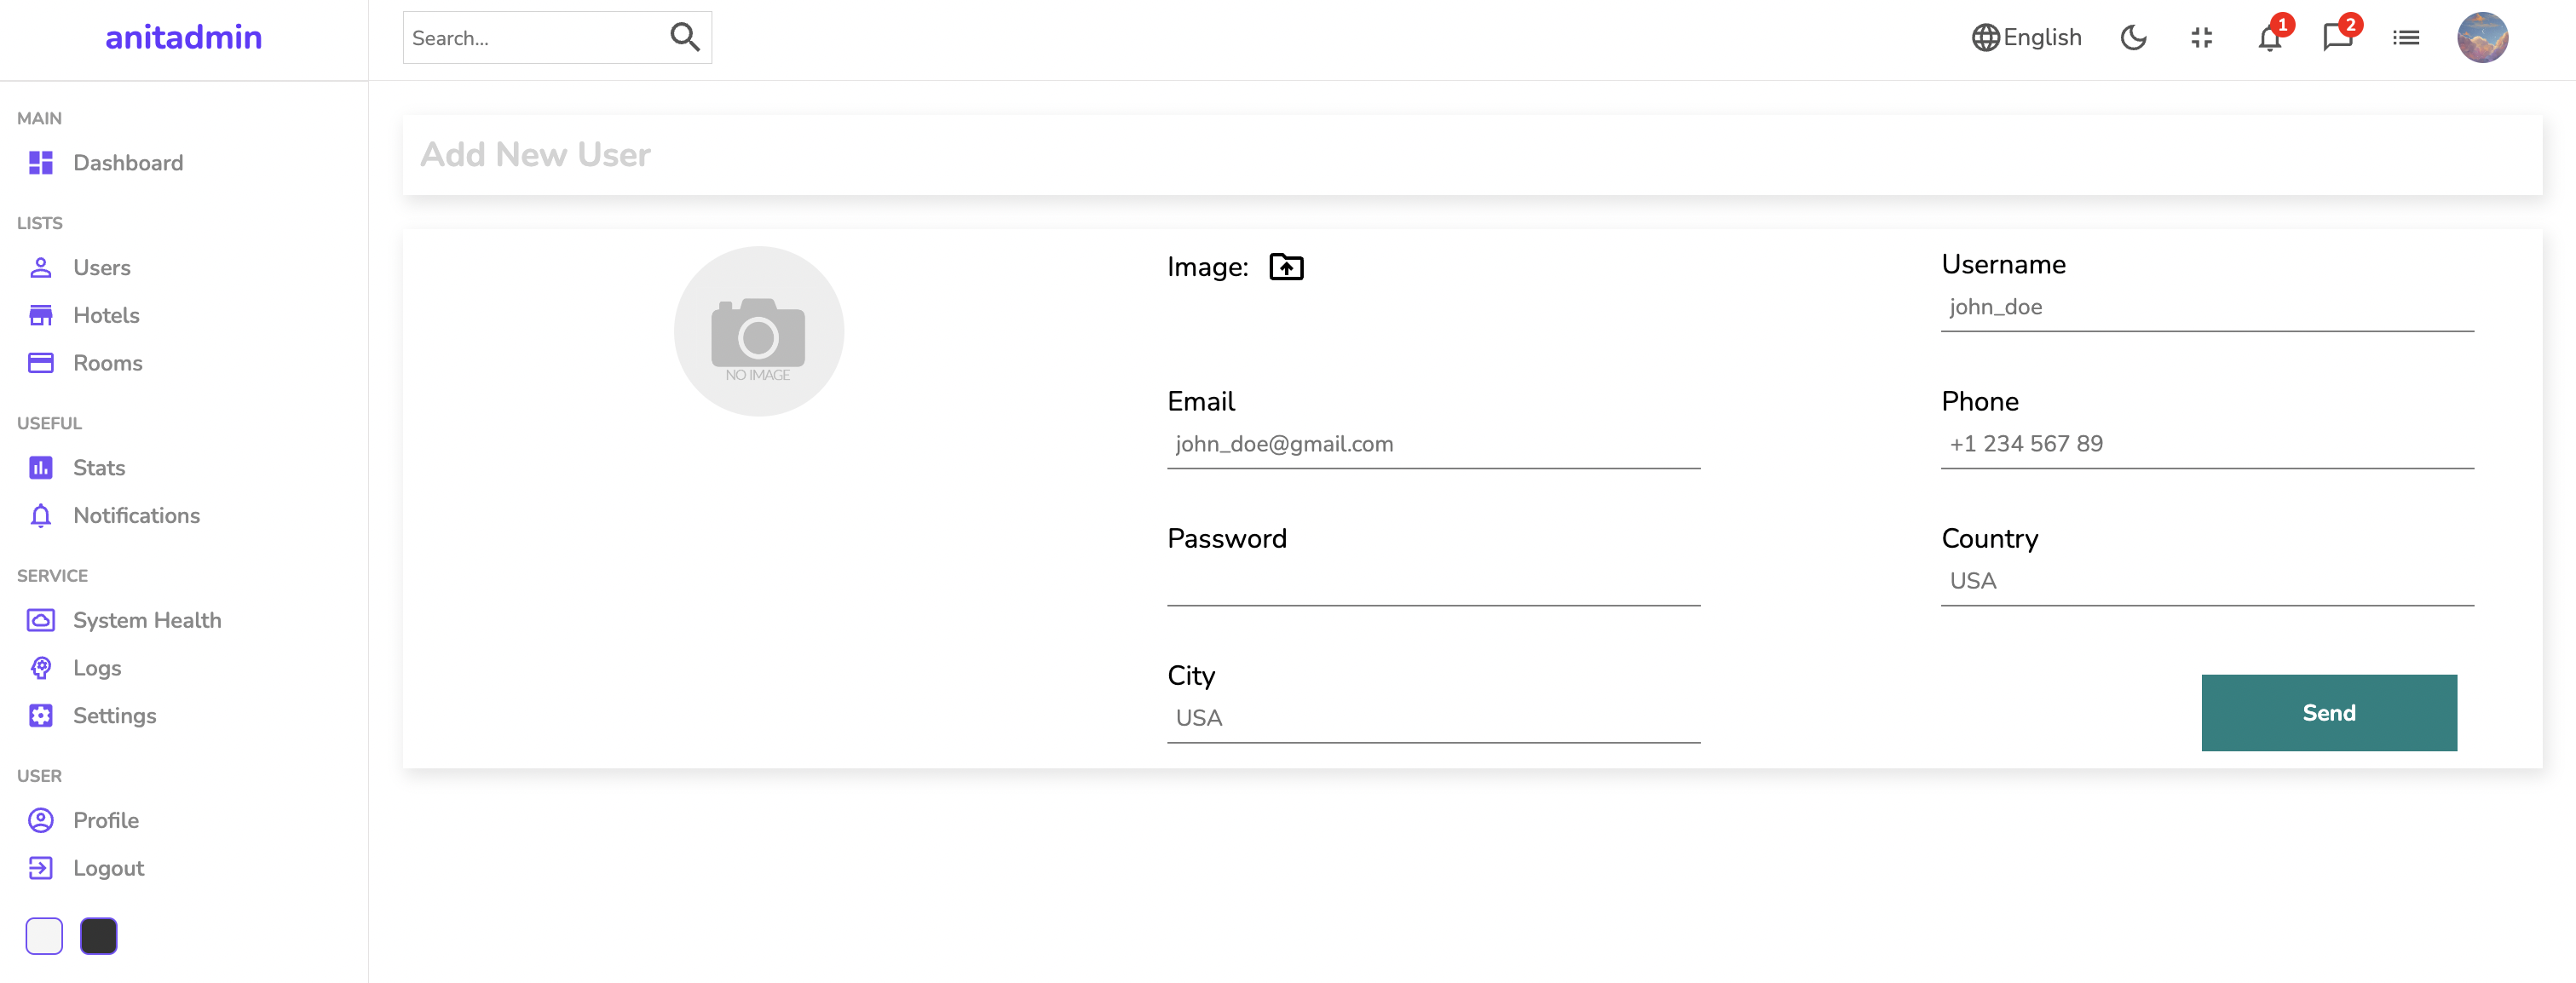 anitadmin
Search...
English
1
2
MAIN
Dashboard
LISTS
Users
Hotels
Rooms
USEFUL
Stats
Notifications
SERVICE
System Health
Logs
Settings
USER
Profile
Logout
Add New User
NO IMAGE
Image:
Username
john_doe
Email
john_doe@gmail.com
Phone
+1 234 567 89
Password
Country
USA
City
USA
Send